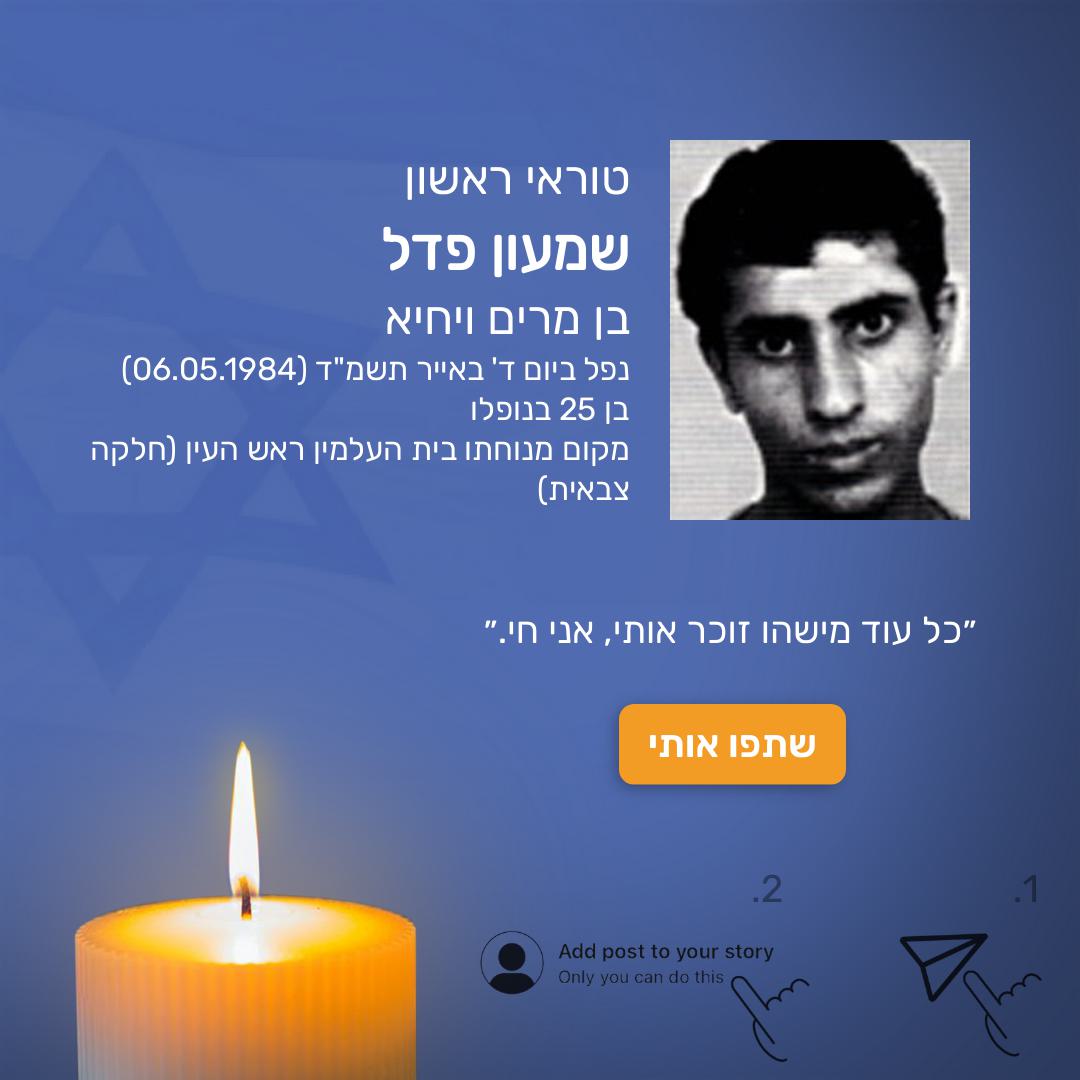 טוראי ראשון
שמעון פדל
בן מרים ויחיא
נפל ביום ד' באייר תשמ"ד (06.05.1984)
בן 25 בנופלו
מקום מנוחתו בית העלמין ראש העין (חלקה
צבאית)
״כל עוד מישהו זוכר אותי, אני חי.״
שתפו אותי
.1
.2
Add post to your story
Only you can do this